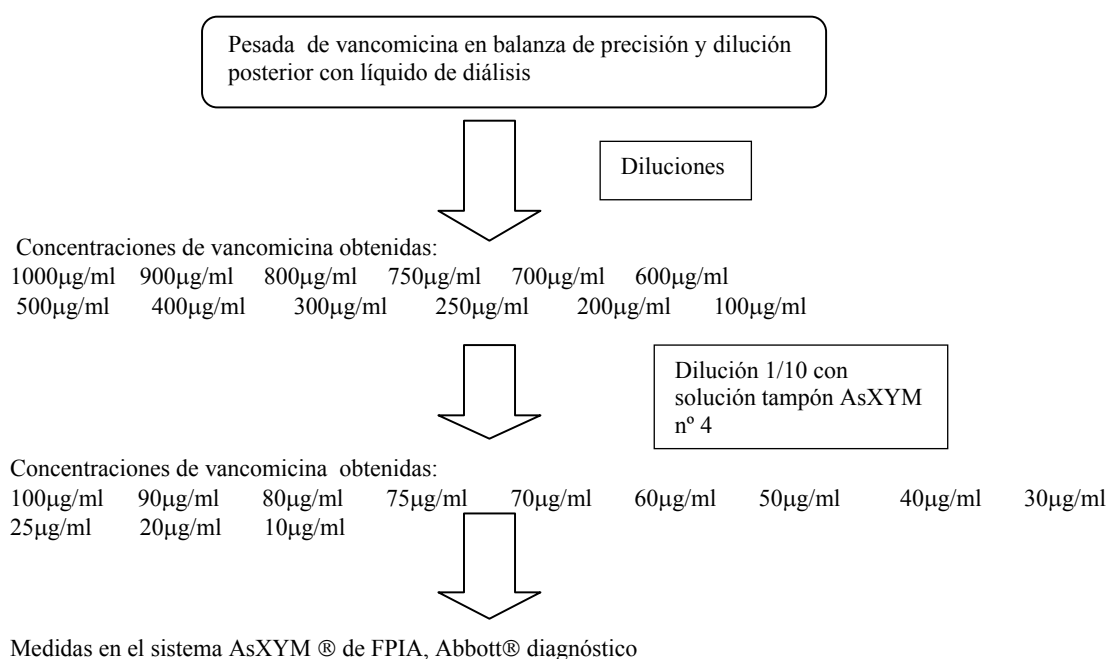 Pesada de vancomicina en balanza de precisión y dilución
posterior con líquido de diálisis
Diluciones
Concentraciones de vancomicina obtenidas:
1000µg/ml 900µg/ml 800µg/ml 750µg/ml 700µg/ml 600µg/ml
500µg/ml 400µg/ml 300µg/ml 250µg/ml 200µg/ml 100µg/ml
Dilución 1/10 con
solución tampón AsXYM
nº 4
Concentraciones de vancomicina obtenidas:
100µg/ml 90µg/ml 80µg/ml 75µg/ml 70µg/ml 60µg/ml 50µg/ml 40µg/ml 30µg/ml
25µg/ml 20µg/ml 10µg/ml
Medidas en el sistema AsXYM ® de FPIA, Abbott® diagnóstico